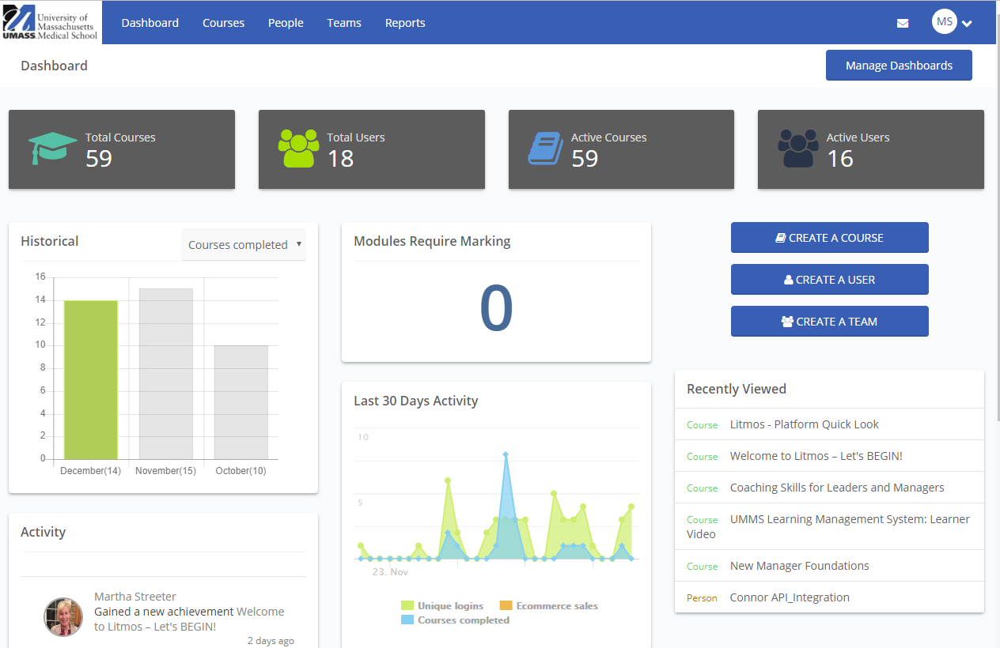 University of
Massachusetts
UMASS Medical School
Dashboard Courses People Teams Reports
MS
Dashboard
Manage Dashboards
Total Courses
59
Total Users
18
Active Courses
59
Active Users
16
Historical
Courses completed
16
14
12
10
8
6
4
2
0
December(14) November(15) October(10)
Activity
Martha Streeter
Gained a new achievement Welcome
to Litmos – Let's BEGIN!
2 days ago
Modules Require Marking
0
Last 30 Days Activity
10
5
23. Nov
Unique logins Ecommerce sales
Courses completed
CREATE A COURSE
CREATE A USER
CREATE A TEAM
Recently Viewed
Course Litmos - Platform Quick Look
Course Welcome to Litmos – Let's BEGIN!
Course Coaching Skills for Leaders and Managers
Course UMMS Learning Management System: Learner
Video
Course New Manager Foundations
Person Connor API_Integration